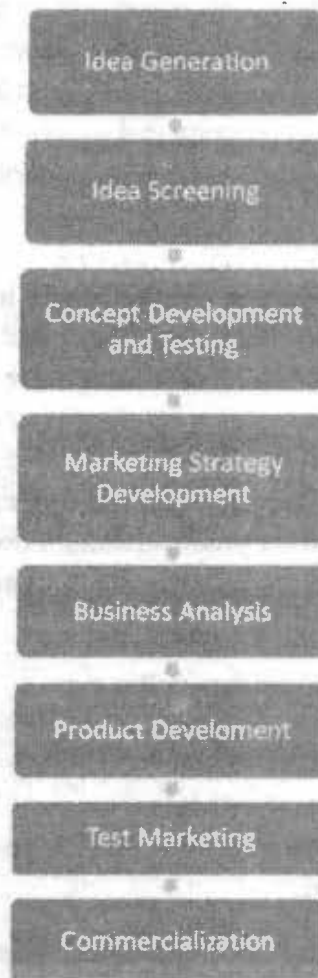 Idea Generation
Idea Screening
Concept Development
and Testing
Marketing Strategy
Development
Business Analysis
Product Develoment
Test Marketing
Commercialization